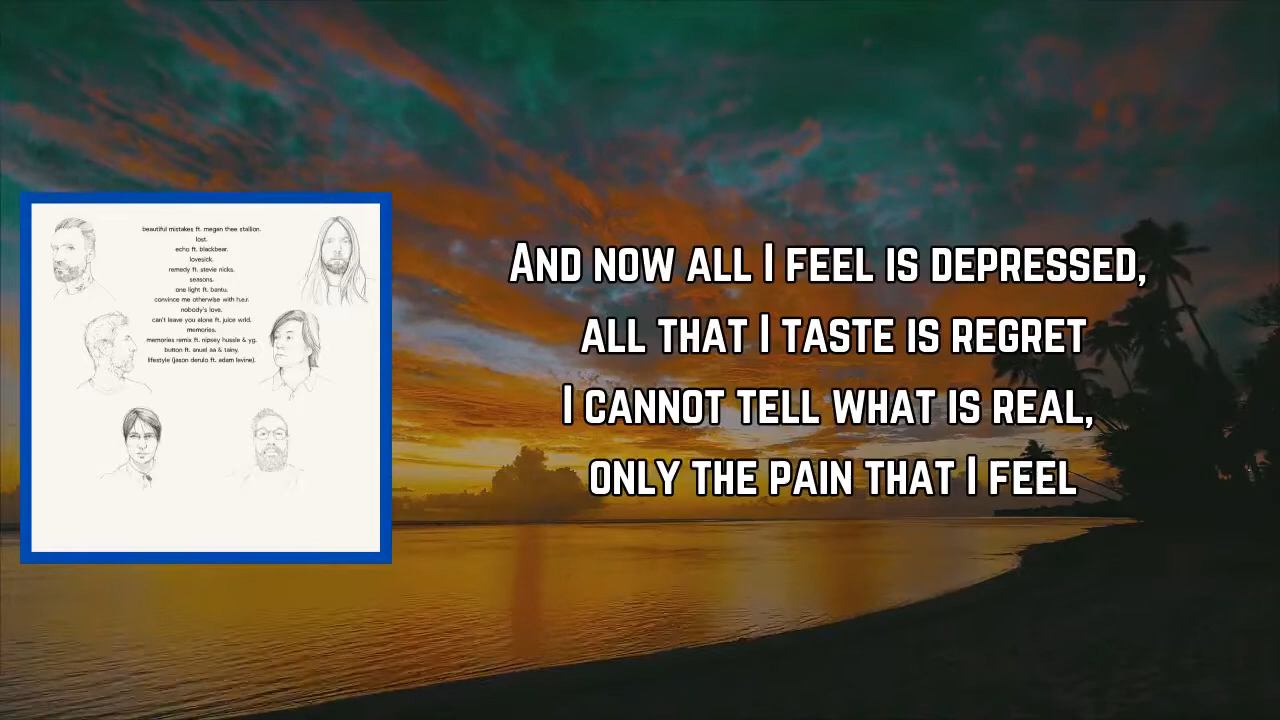 beautiful mistakes ft. megan thee stallion.
lost.
echo ft. blackbear.
lovesick.
remedy ft. stevie nicks.
seasons.
one light ft. bantu.
convince me otherwise with h.e.r.
nobody's love.
can't leave you alone ft. juice wrld.
memories.
memories remix ft. nipsey hussle & yg.
button ft. anuel aa & tainy.
lifestyle (jason derulo ft. adam levine).
AND NOW ALL I FEEL IS DEPRESSED,
ALL THAT I TASTE IS REGRET
I CANNOT TELL WHAT IS REAL,
ONLY THE PAIN THAT I FEEL